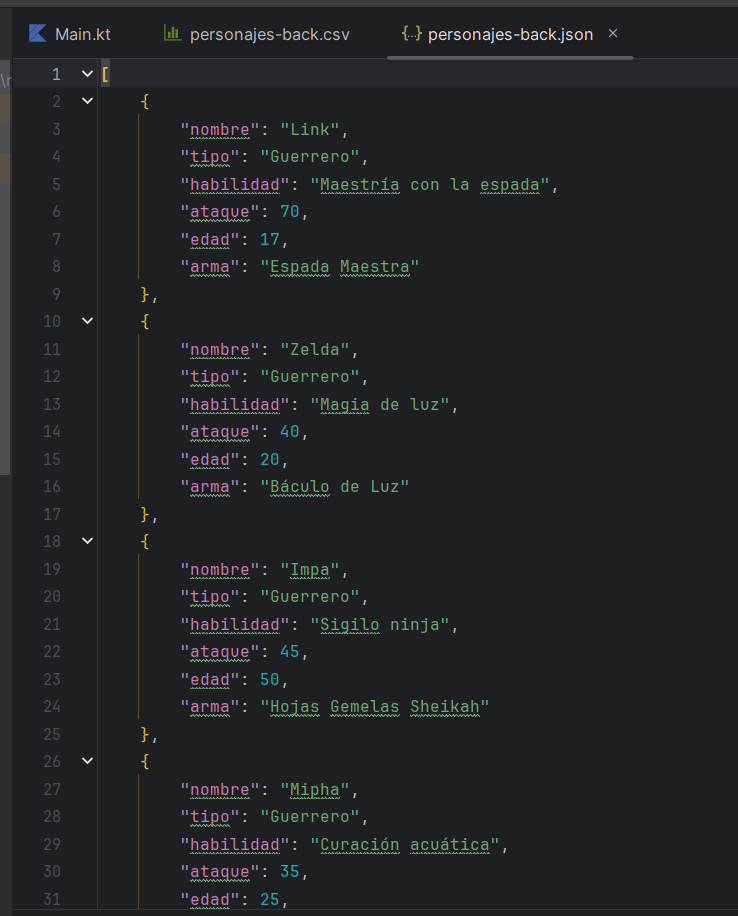 Main.kt personajes-back.csv {..} personajes-back.json ×
1 [
2 {
3 "nombre": "Link",
4 "tipo": "Guerrero",
5 "habilidad": "Maestría con la espada",
6 "ataque": 70,
7 "edad": 17,
8 "arma": "Espada Maestra"
9 },
10 {
11 "nombre": "Zelda",
12 "tipo": "Guerrero",
13 "habilidad": "Magia de luz",
14 "ataque": 40,
15 "edad": 20,
16 "arma": "Báculo de Luz"
17 },
18 {
19 "nombre": "Impa",
20 "tipo": "Guerrero",
21 "habilidad": "Sigilo ninja",
22 "ataque": 45,
23 "edad": 50,
24 "arma": "Hojas Gemelas Sheikah"
25 },
26 {
27 "nombre": "Mipha",
28 "tipo": "Guerrero",
29 "habilidad": "Curación acuática",
30 "ataque": 35,
31 "edad": 25,